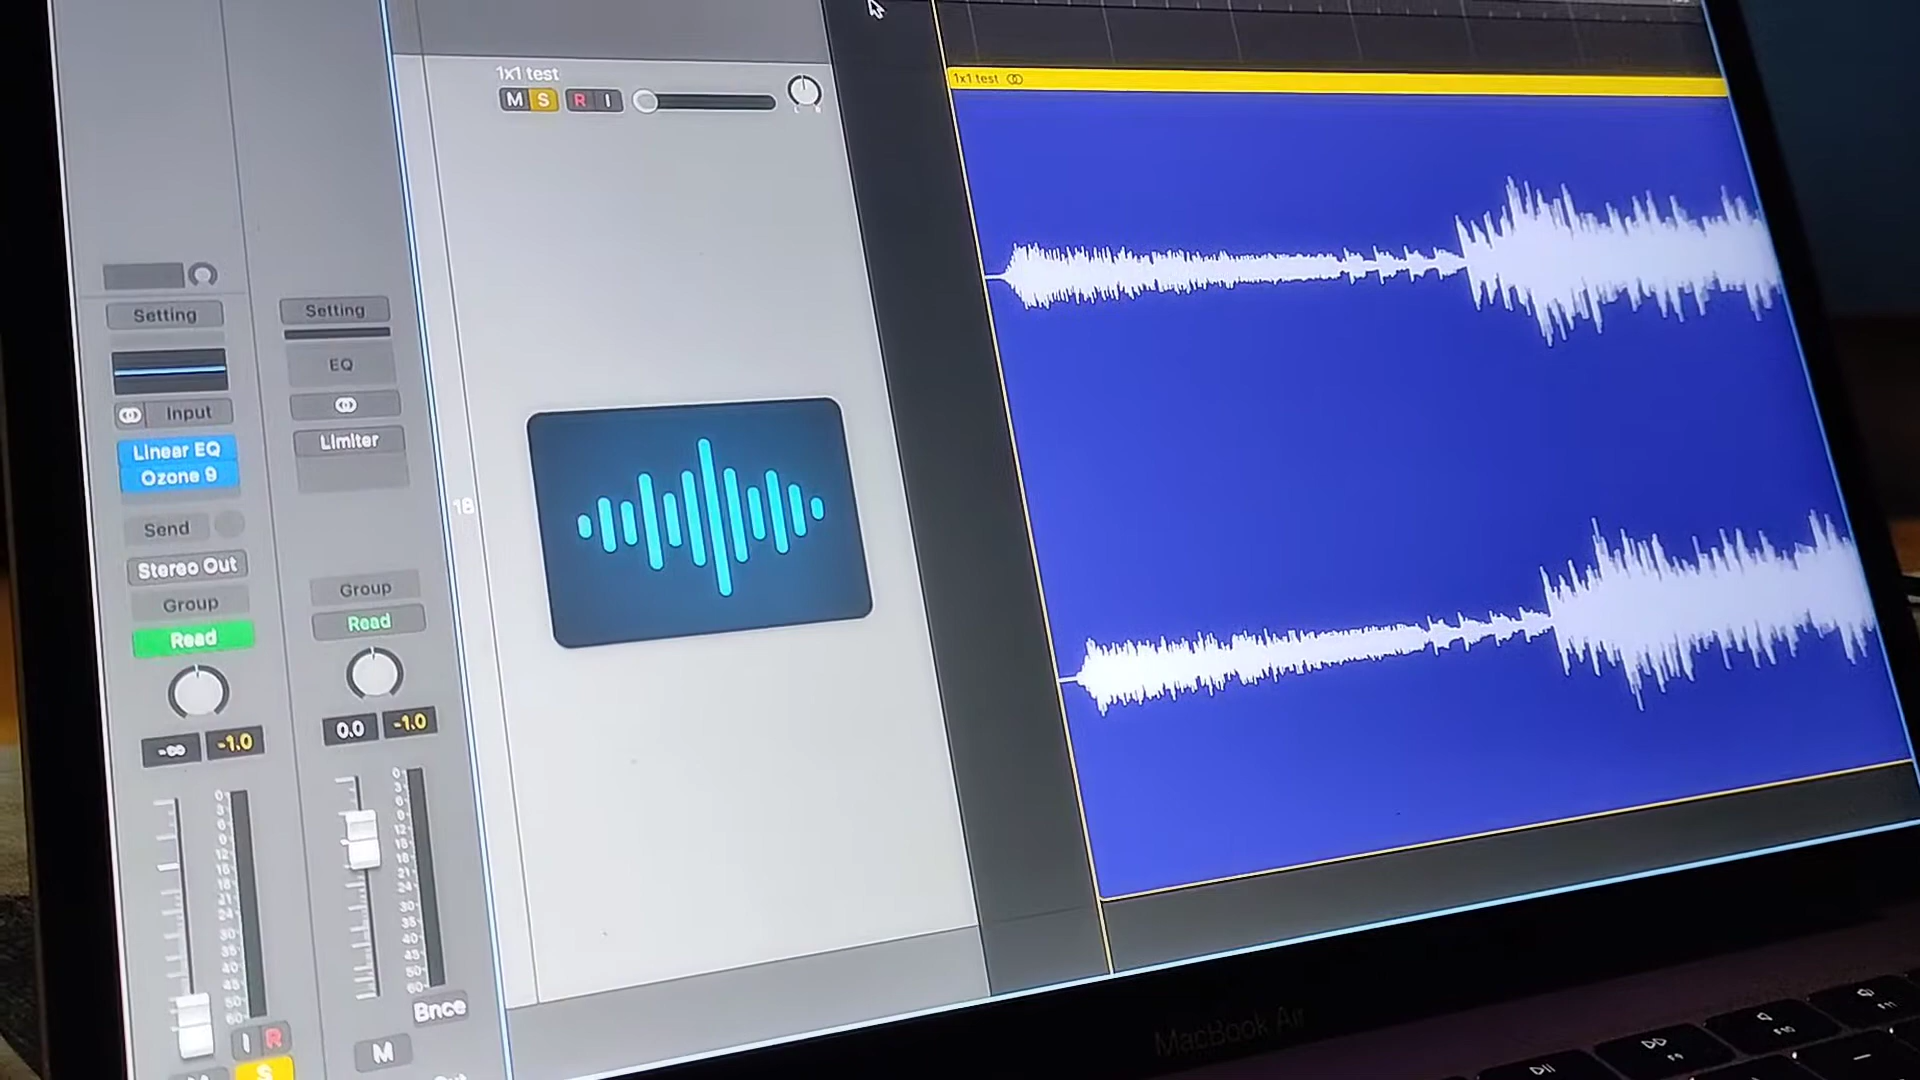 1x1 test
M S R I
1x1 test
Setting
Input
Linear EQ
Ozone 9
Send
Stereo Out
Group
Read
-∞ -1.0
I R
S
Setting
EQ
Limiter
Group
Read
0.0 -1.0
Bnce
M
18
MacBook Air